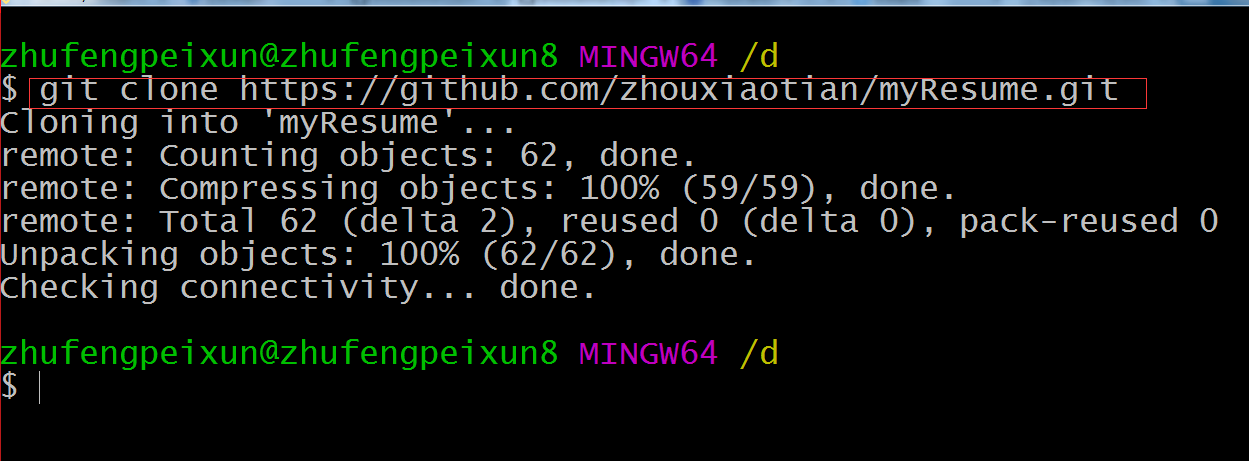 zhufengpeixun@zhufengpeixun8 MINGW64 /d
$ git clone https://github.com/zhouxiaotian/myResume.git
Cloning into 'myResume'...
remote: Counting objects: 62, done.
remote: Compressing objects: 100% (59/59), done.
remote: Total 62 (delta 2), reused 0 (delta 0), pack-reused 0
Unpacking objects: 100% (62/62), done.
Checking connectivity... done.
zhufengpeixun@zhufengpeixun8 MINGW64 /d
$